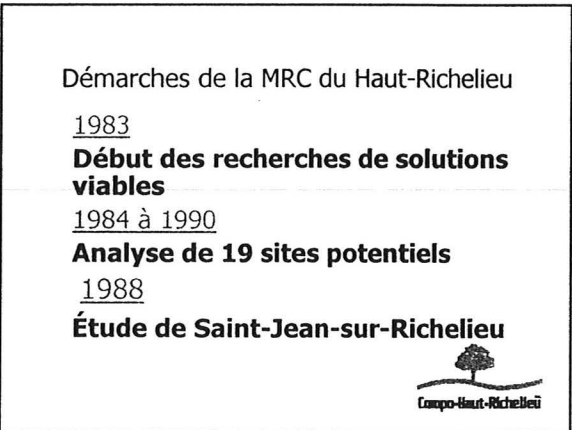 Démarches de la MRC du Haut-Richelieu
1983
Début des recherches de solutions
viables
1984 à 1990
Analyse de 19 sites potentiels
1988
Étude de Saint-Jean-sur-Richelieu
Compo-Haut-Richelieu